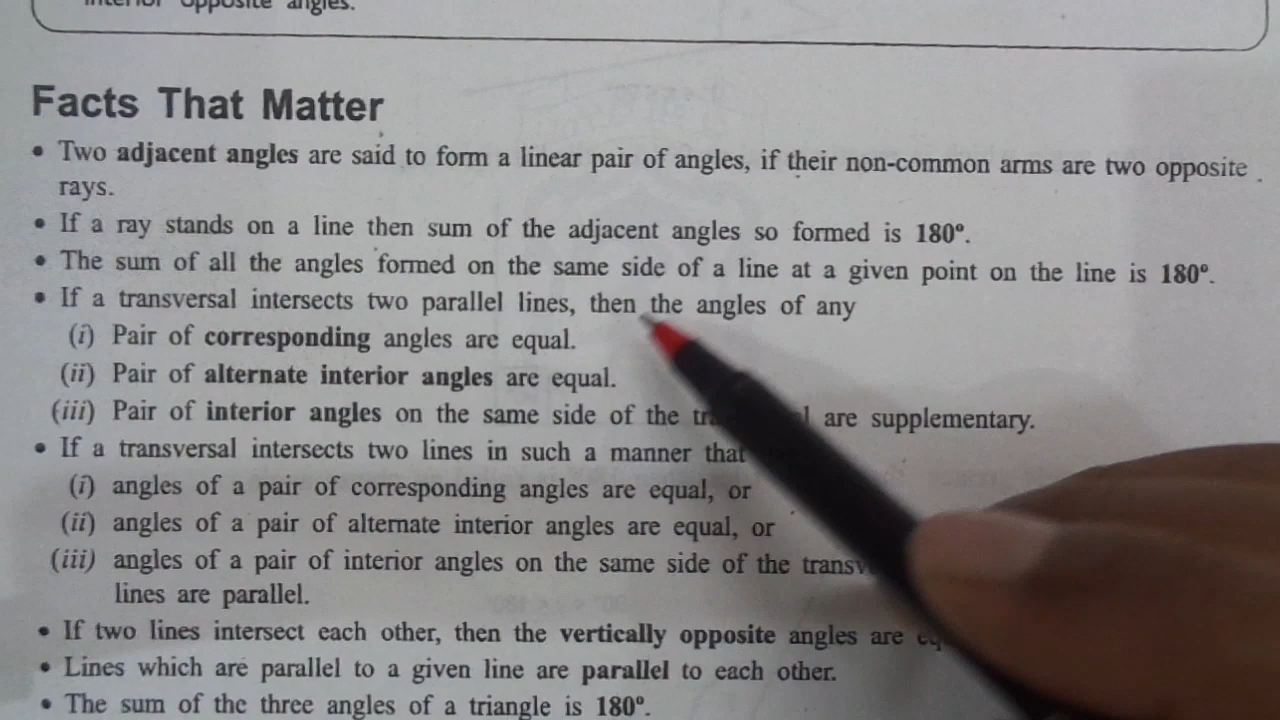 interior opposite angles.
Facts That Matter
• Two adjacent angles are said to form a linear pair of angles, if their non-common arms are two opposite
rays.
• If a ray stands on a line then sum of the adjacent angles so formed is 180°.
• The sum of all the angles formed on the same side of a line at a given point on the line is 180°.
• If a transversal intersects two parallel lines, then the angles of any
(i) Pair of corresponding angles are equal.
(ii) Pair of alternate interior angles are equal.
(iii) Pair of interior angles on the same side of the are supplementary.
• If a transversal intersects two lines in such a manner that
(i) angles of a pair of corresponding angles are equal, or
(ii) angles of a pair of alternate interior angles are equal, or
(iii) angles of a pair of interior angles on the same side of the
lines are parallel.
• If two lines intersect each other, then the vertically opposite angles are
• Lines which are parallel to a given line are parallel to each other.
• The sum of the three angles of a triangle is 180°.